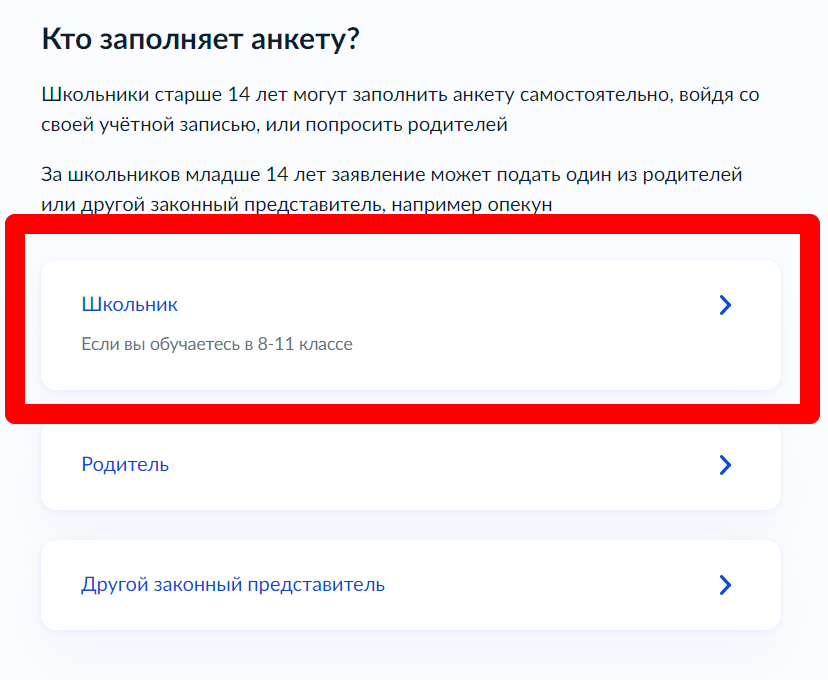 Кто заполняет анкету?
Школьники старше 14 лет могут заполнить анкету самостоятельно, войдя со
своей учётной записью, или попросить родителей
За школьников младше 14 лет заявление может подать один из родителей
или другой законный представитель, например опекун
Школьник
Если вы обучаетесь в 8-11 классе
Родитель
Другой законный представитель